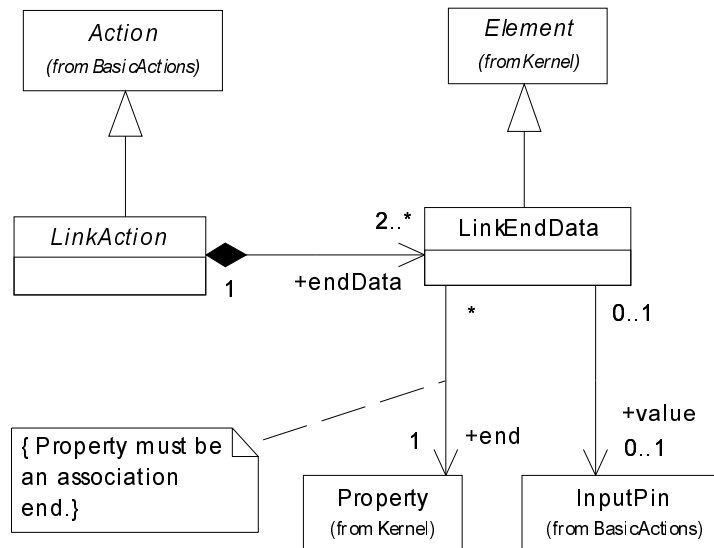 Action
(from BasicActions)
Element
(from Kernel)
LinkAction
2..*
LinkEndData
1
+endData
*
0..1
{ Property must be
an association
end.}
1
+end
+value
0..1
Property
(from Kernel)
InputPin
(from BasicActions)